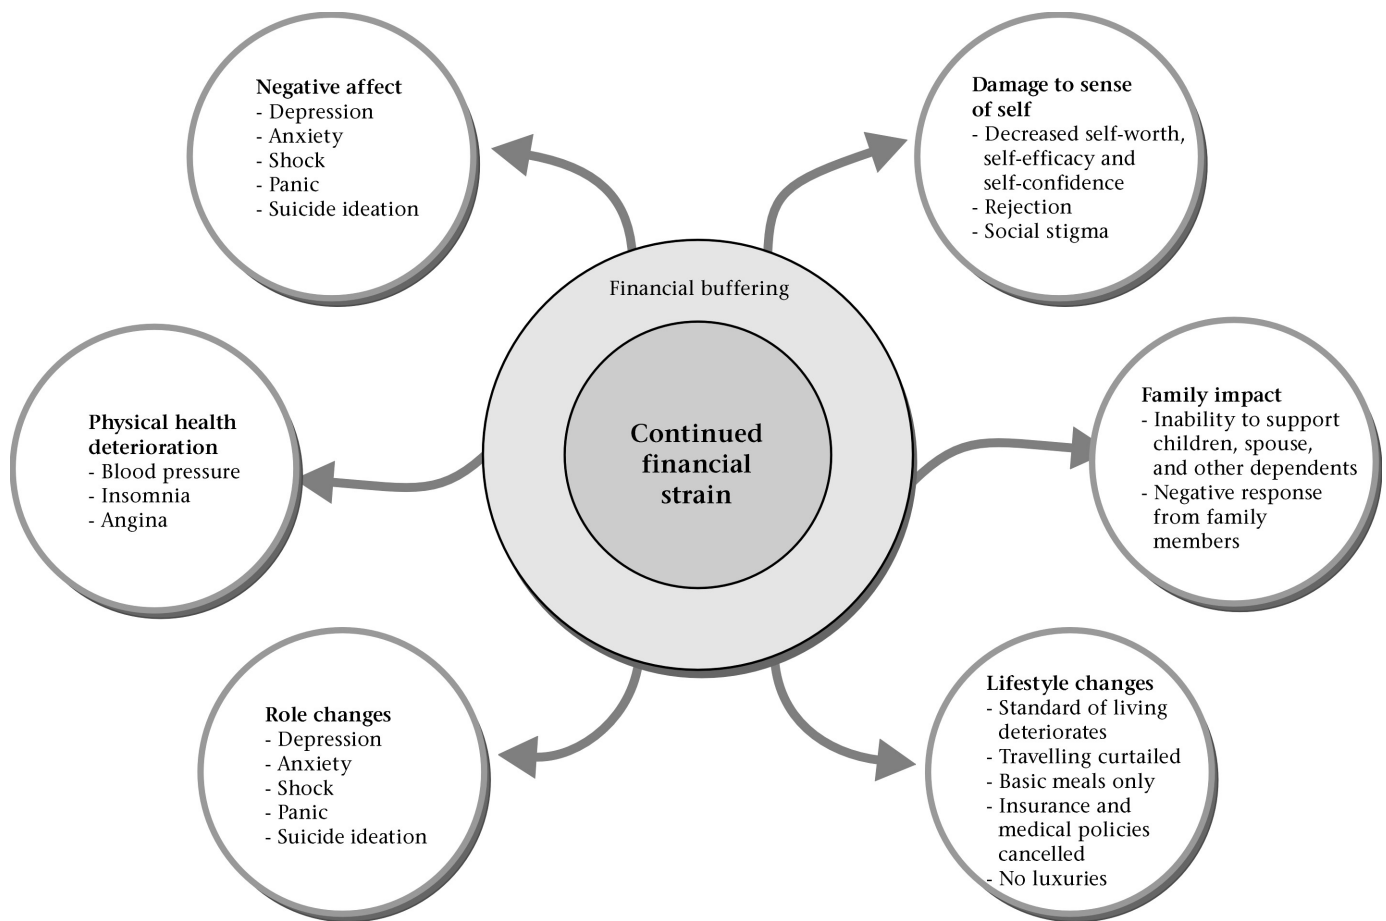 Negative affect
- Depression
- Anxiety
- Shock
- Panic
- Suicide ideation
Damage to sense
of self
- Decreased self-worth,
self-efficacy and
self-confidence
- Rejection
- Social stigma
Financial buffering
Continued
financial
strain
Physical health
deterioration
- Blood pressure
- Insomnia
- Angina
Family impact
- Inability to support
children, spouse,
and other dependents
- Negative response
from family
members
Role changes
- Depression
- Anxiety
- Shock
- Panic
- Suicide ideation
Lifestyle changes
- Standard of living
deteriorates
- Travelling curtailed
- Basic meals only
- Insurance and
medical policies
cancelled
- No luxuries